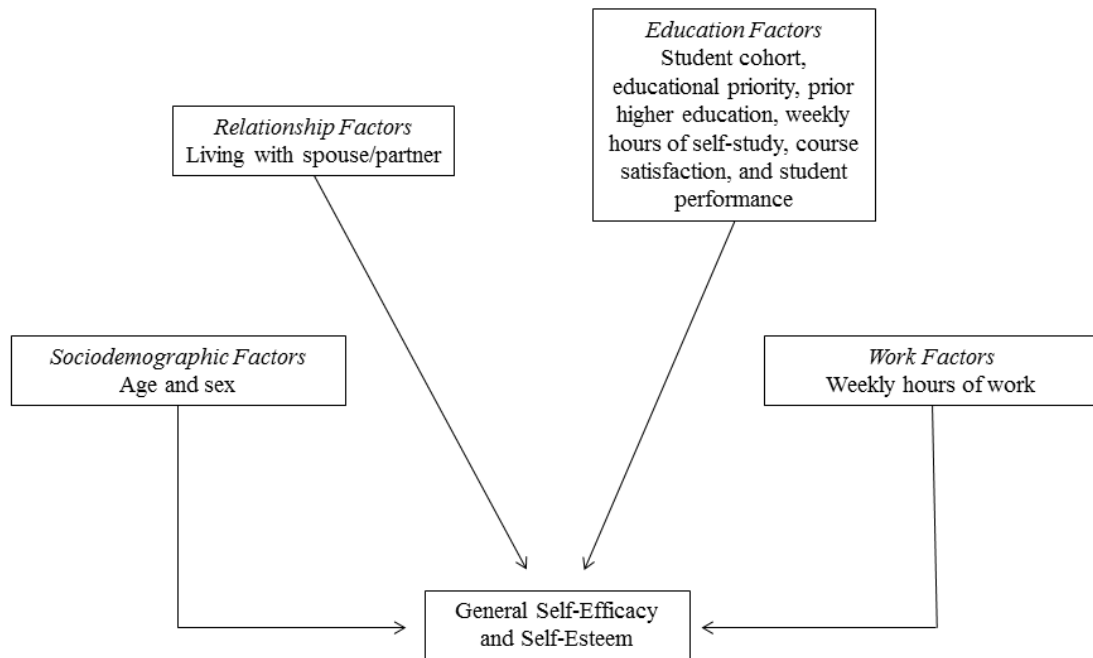 Education Factors
Student cohort,
educational priority, prior
higher education, weekly
hours of self-study, course
satisfaction, and student
performance
Relationship Factors
Living with spouse/partner
Sociodemographic Factors
Age and sex
Work Factors
Weekly hours of work
General Self-Efficacy
and Self-Esteem